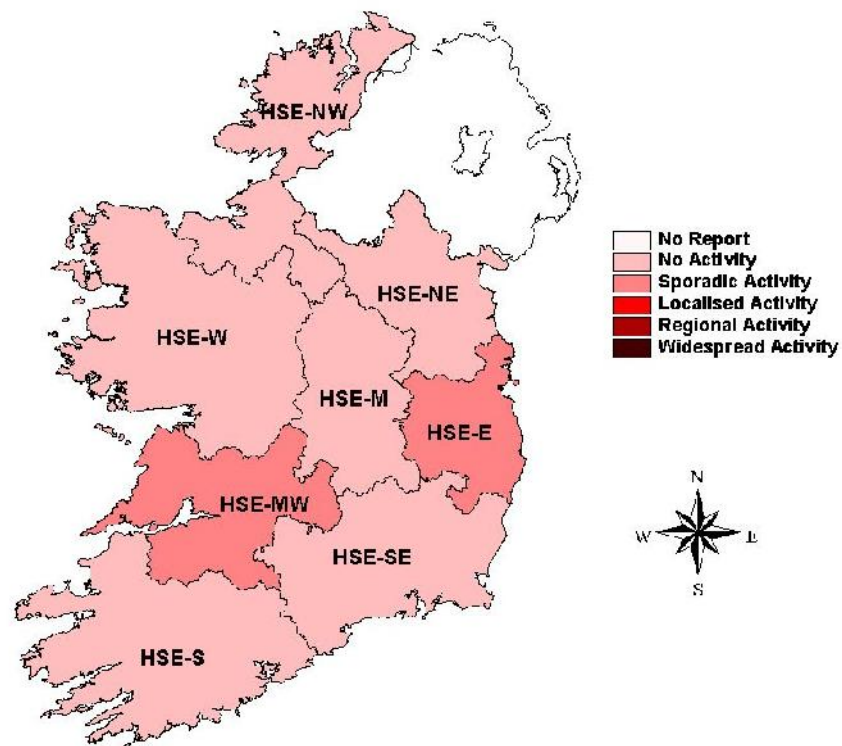 HSE-NW
No Report
No Activity
HSE-NE
Sporadic Activity
Localised Activity
HSE-W
Regional Activity
Widespread Activity
HSE-M
HSE-E
N
HSE-MW
W
E
HSE-SE
S
HSE-S